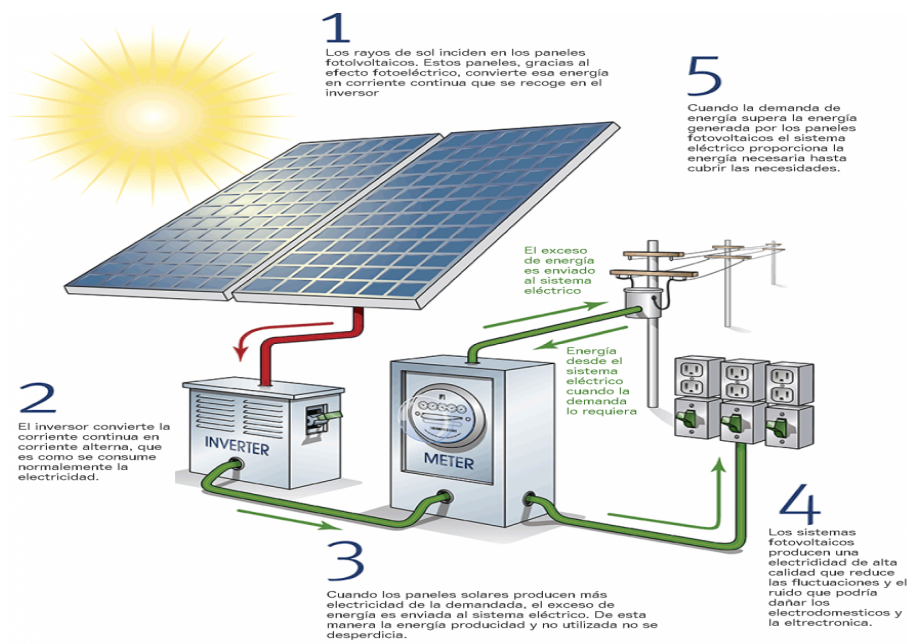 1
Los rayos de sol inciden en los paneles
fotolvoltaicos. Estos paneles, gracias al
efecto fotoeléctrico, convierte esa energía
en corriente continua que se recoge en el
inversor
5
Cuando la demanda de
energía supera la energía
generada por los paneles
fotovoltaicos el sistema
eléctrico proporciona la
energía necesaria hasta
cubrir las necesidades.
El exceso
de energía
es enviado
al sistema
eléctrico
Energía
desde el
sistema
eléctrico
cuando la
demanda
lo requiera
2
El inversor convierte la
corriente continua en
corriente alterna, que
es como se consume
normalemente la
electricidad.
INVERTER
METER
3
Cuando los paneles solares producen más
electricidad de la demandada, el exceso de
energía es enviada al sistema eléctrico. De esta
manera la energía producidad y no utilizada no se
desperdicia.
4
Los sistemas
fotovoltaicos
producen una
electrididad de alta
calidad que reduce
las fluctuaciones y el
ruido que podría
dañar los
electrodomesticos y
la eltrectronica.